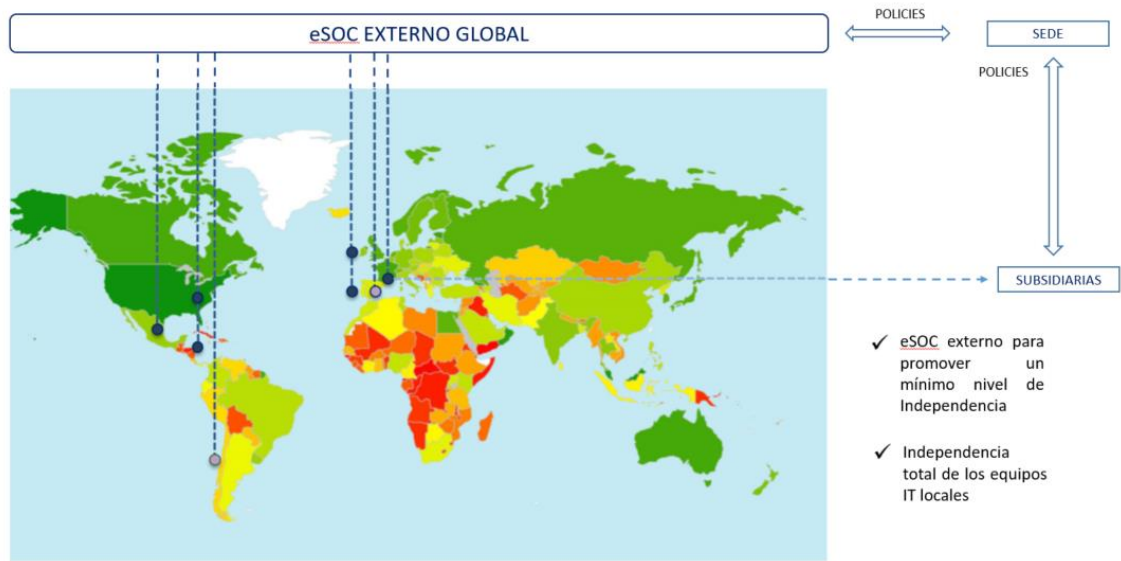 eSOC EXTERNO GLOBAL
POLICIES
SEDE
POLICIES
SUBSIDIARIAS
✓ eSOC externo para
promover un
mínimo nivel de
Independencia
✓ Independencia
total de los equipos
IT locales